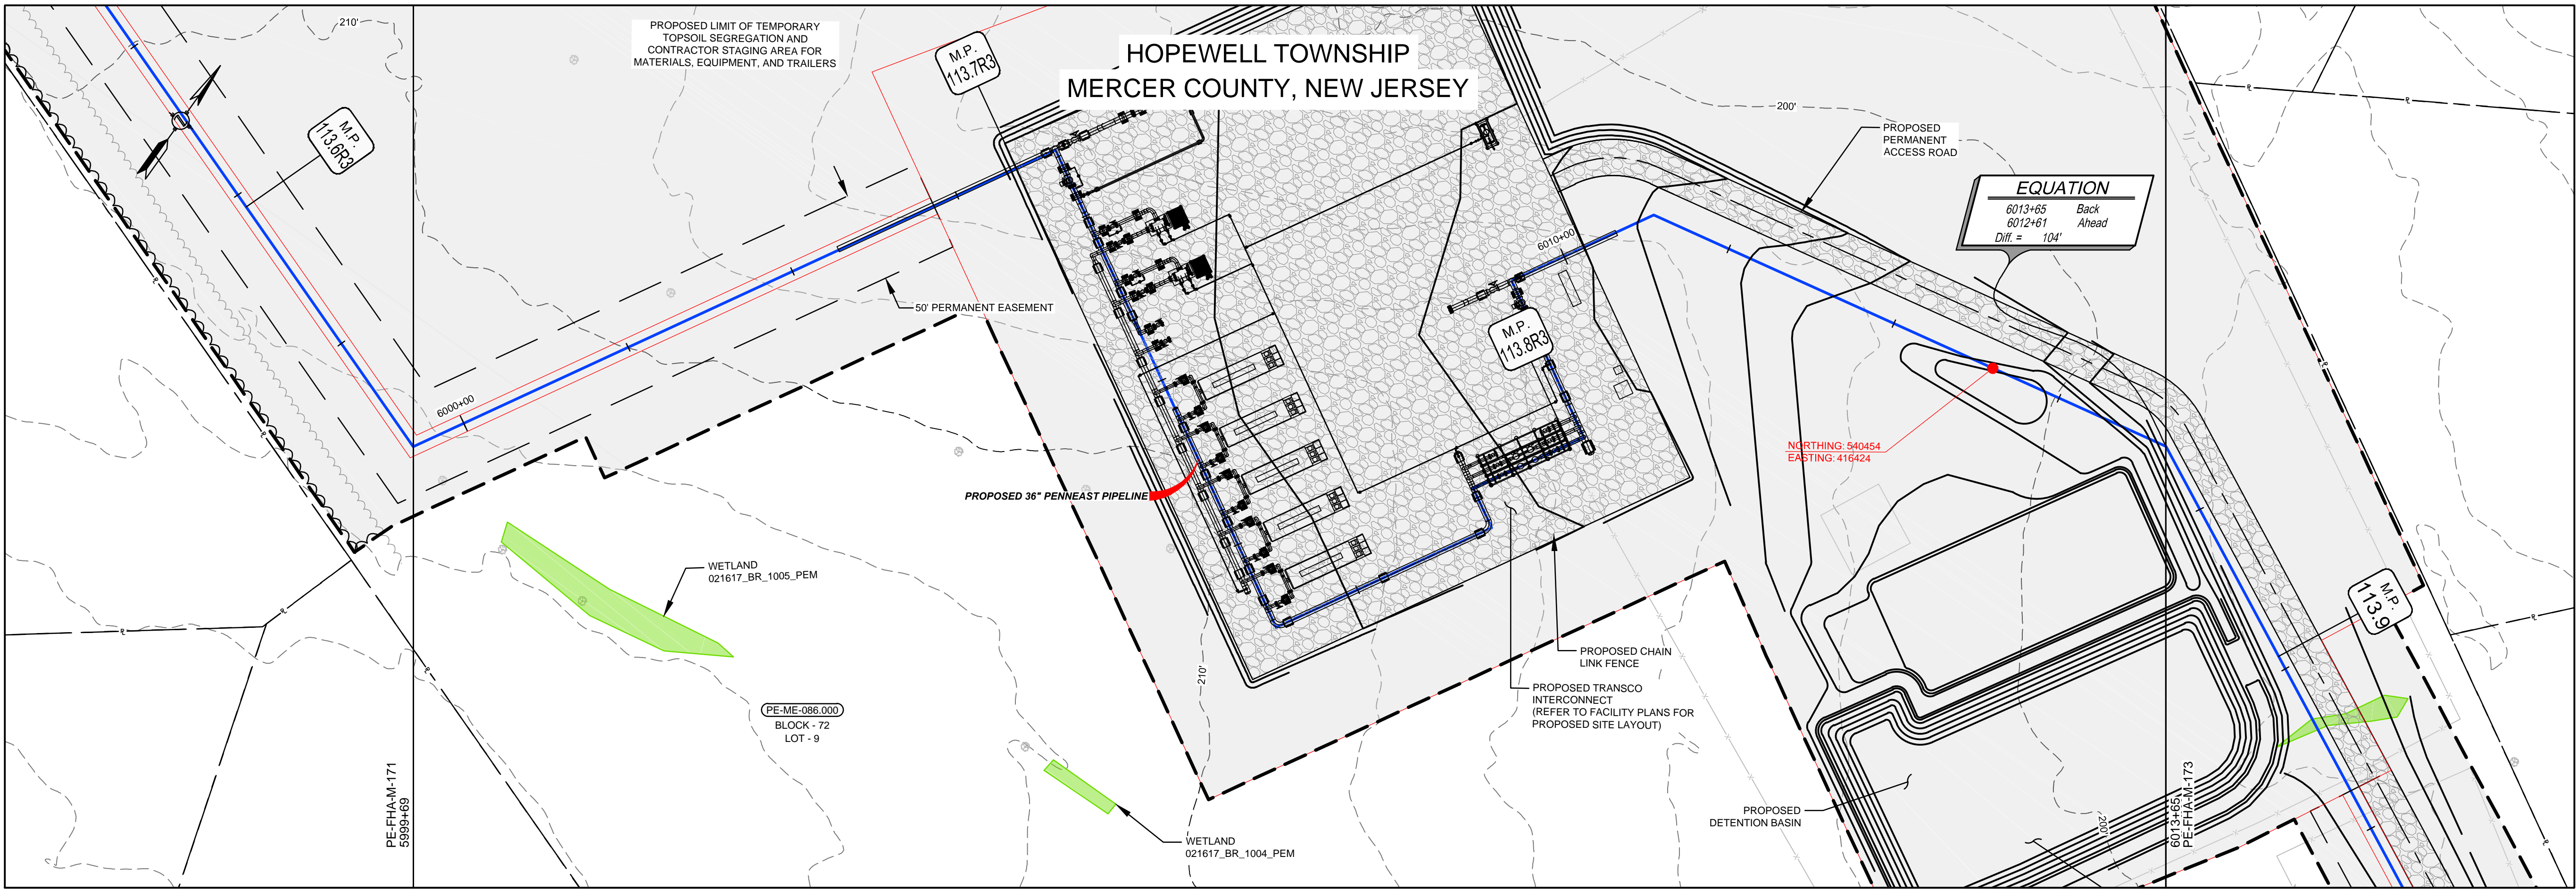 210'
PROPOSED LIMIT OF TEMPORARY
TOPSOIL SEGREGATION AND
CONTRACTOR STAGING AREA FOR
MATERIALS, EQUIPMENT, AND TRAILERS
M.P.
113.7R3
HOPEWELL TOWNSHIP
MERCER COUNTY, NEW JERSEY
200'
PROPOSED
PERMANENT
ACCESS ROAD
M.P.
113.6R3
EQUATION
6013+65 Back
6012+61 Ahead
Diff. = 104'
6010+00
50' PERMANENT EASEMENT
M.P.
113.8R3
6000+00
NORTHING: 540454
EASTING: 416424
PROPOSED 36" PENNEAST PIPELINE
WETLAND
021617_BR_1005_PEM
M.P.
113.9
PROPOSED CHAIN
LINK FENCE
210'
PROPOSED TRANSCO
INTERCONNECT
(REFER TO FACILITY PLANS FOR
PROPOSED SITE LAYOUT)
PE-ME-086.000
BLOCK - 72
LOT - 9
PE-FHA-M-171
5999+69
PROPOSED
DETENTION BASIN
200'
6013+65
PE-FHA-M-173
WETLAND
021617_BR_1004_PEM